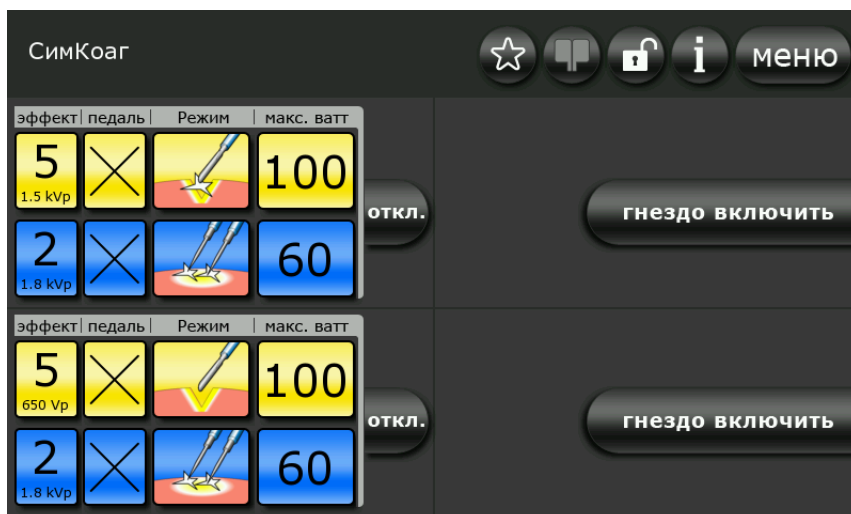 СимКоаг
i
меню
эффект педаль Режим макс. ватт
5 100
1.5 kVp
откл. гнездо включить
2 60
1.8 kVp
эффект педаль Режим макс. ватт
5 100
650 Vp
откл. гнездо включить
2 60
1.8 kVp